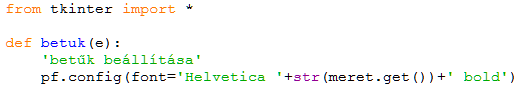 from tkinter import *
def betuk(e):
'betűk beállítása'
pf.config(font='Helvetica '+str(meret.get())+' bold')